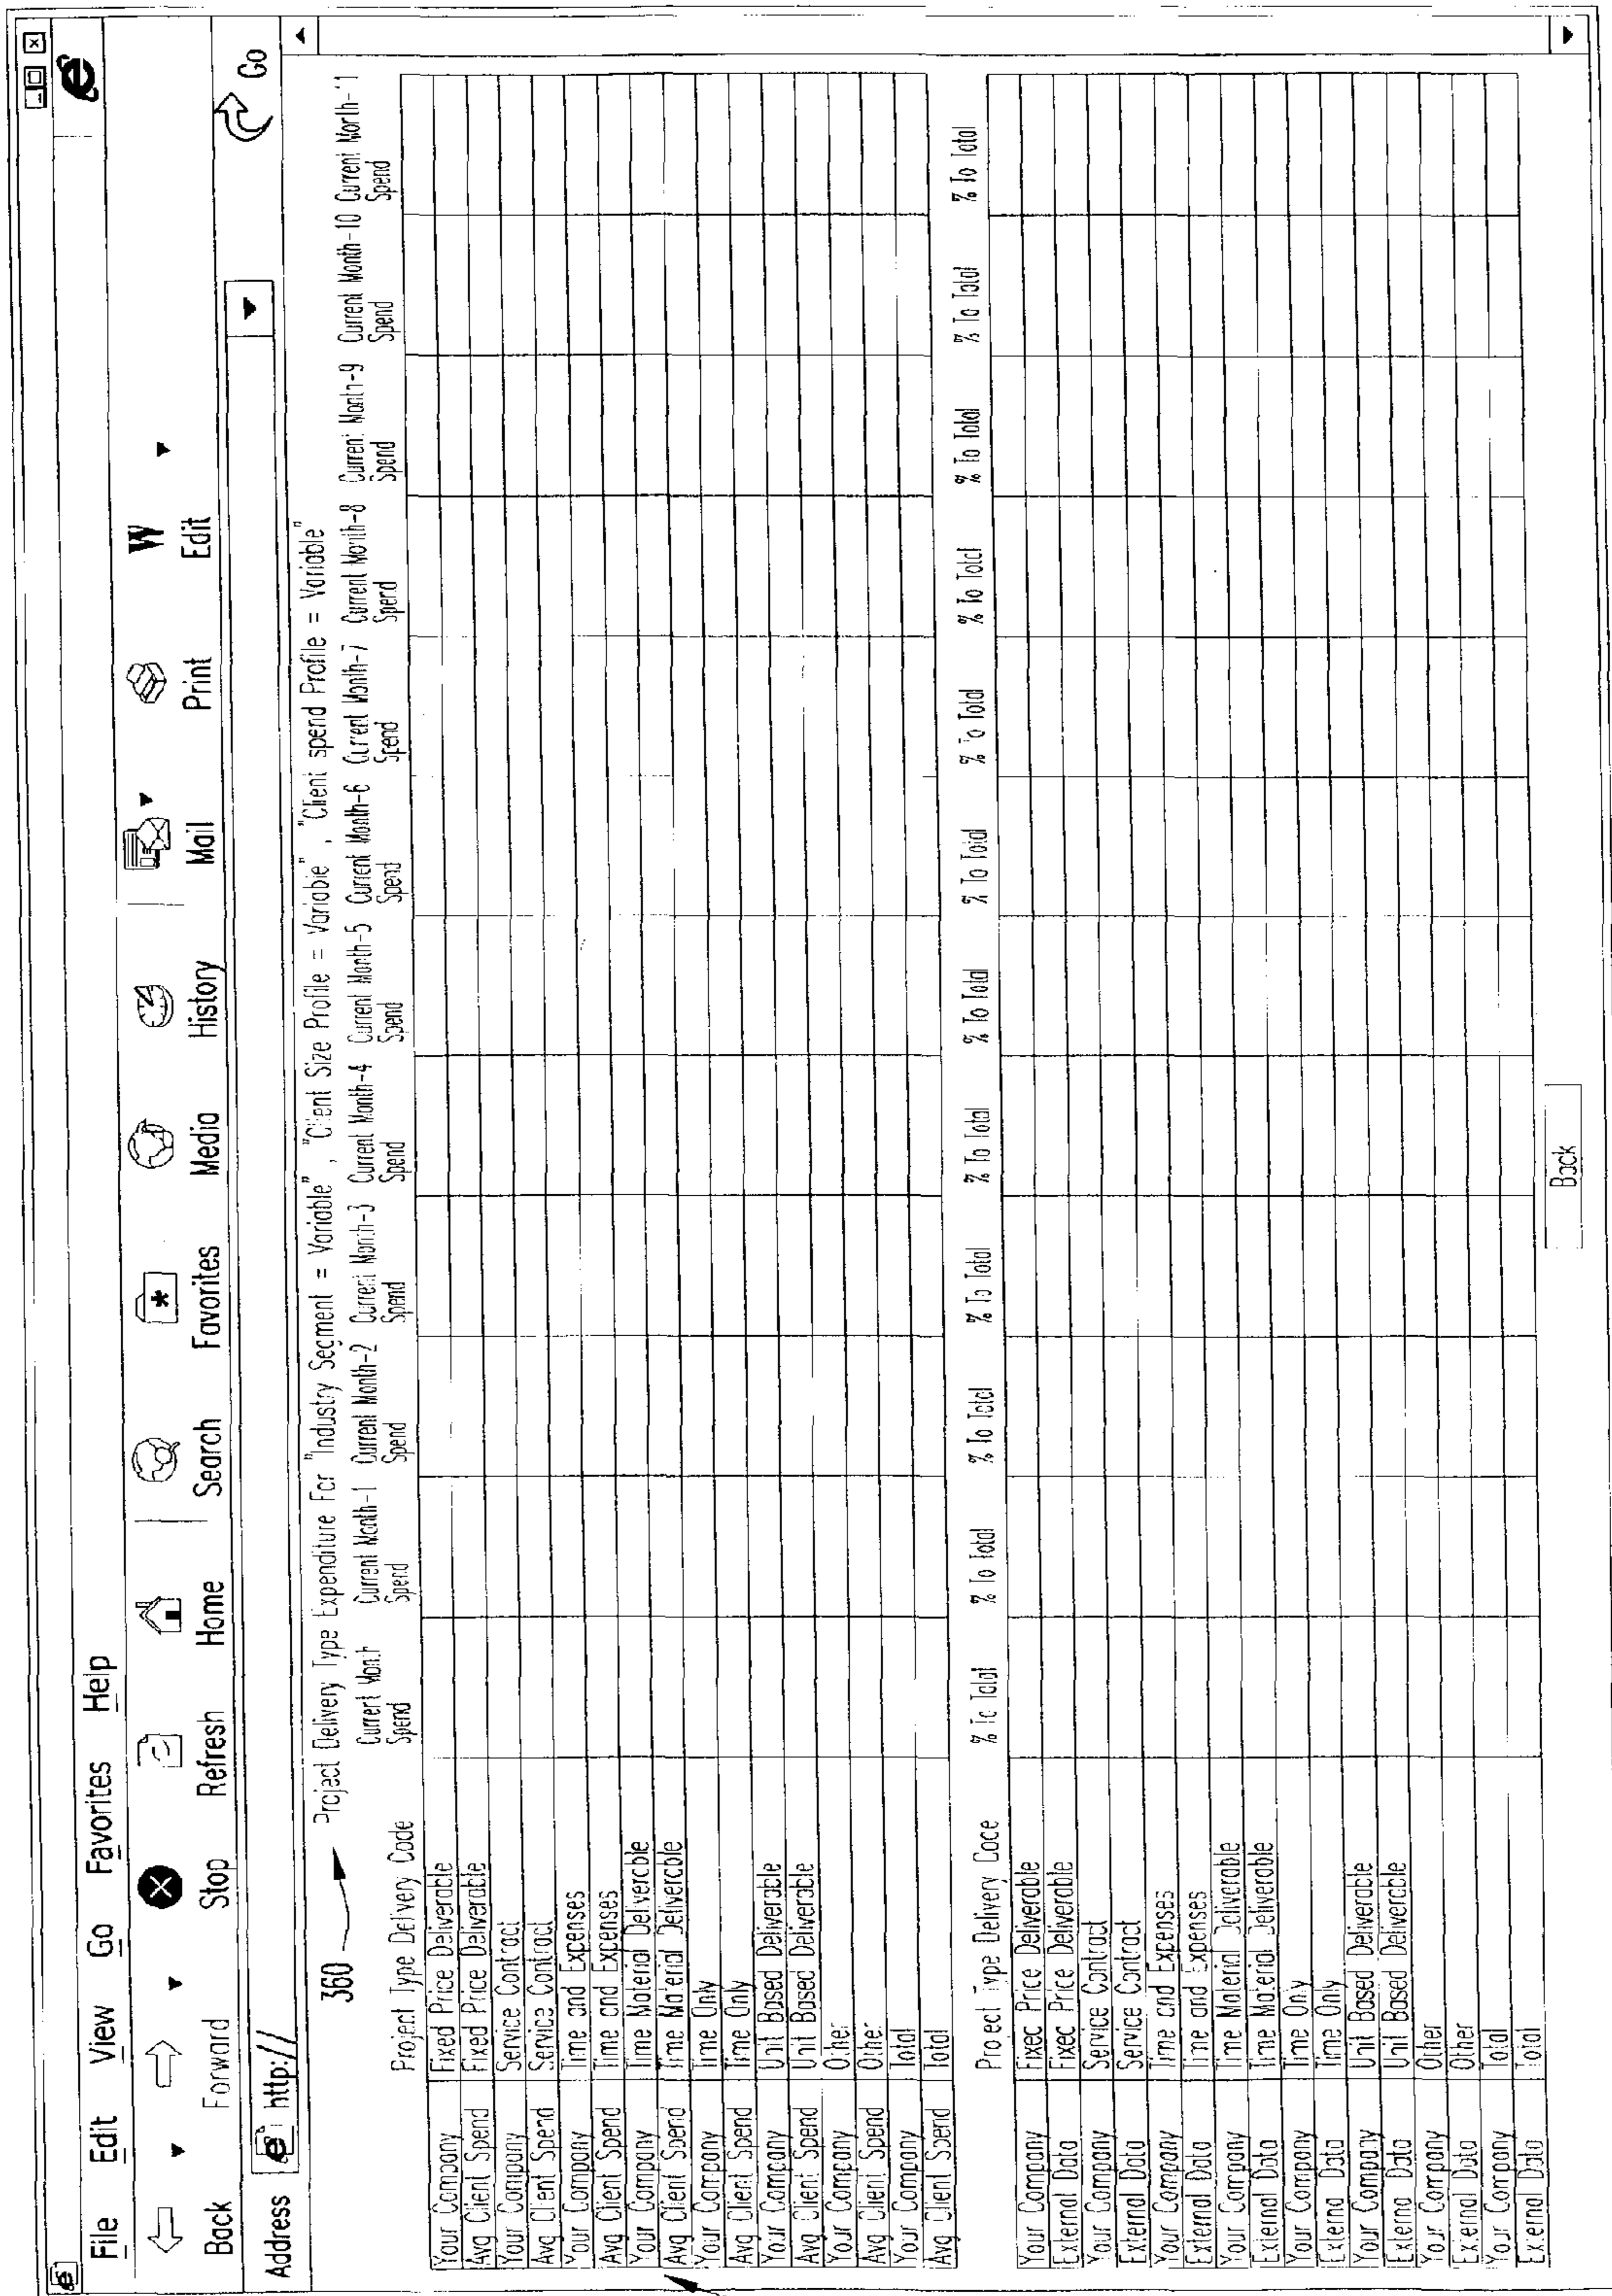 File Edit View Go Favorites Help
Back Forward Stop Refresh Home Search Favorites Media History Mail Print Edit
Address http:// Go
360 Project Delivery Type Expenditure For "Industry Segment = Variable", "Client Size Profile = Variable", "Client spend Profile = Variable"
Project Type Delivery Code Current Month Spend Current Month-1 Spend Current Month-2 Spend Current Month-3 Spend Current Month-4 Spend Current Month-5 Spend Current Month-6 Spend Current Month-7 Spend Current Month-8 Spend Current Month-9 Spend Current Month-10 Spend Current Month-11 Spend
Your Company Fixed Price Deliverable
Avg Client Spend Fixed Price Deliverable
Your Company Service Contract
Avg Client Spend Service Contract
Your Company Time and Expenses
Avg Client Spend Time and Expenses
Your Company Time Material Deliverable
Avg Client Spend Time Material Deliverable
Your Company Time Only
Avg Client Spend Time Only
Your Company Unit Based Deliverable
Avg Client Spend Unit Based Deliverable
Your Company Other
Avg Client Spend Other
Your Company Total
Avg Client Spend Total
Project Type Delivery Code % To Total % To Total % To Total % To Total % To Total % To Total % To Total % To Total % To Total % To Total % To Total % To Total
Your Company Fixed Price Deliverable
External Data Fixed Price Deliverable
Your Company Service Contract
External Data Service Contract
Your Company Time and Expenses
External Data Time and Expenses
Your Company Time Material Deliverable
External Data Time Material Deliverable
Your Company Time Only
External Data Time Only
Your Company Unit Based Deliverable
External Data Unit Based Deliverable
Your Company Other
External Data Other
Your Company Total
External Data Total
Back